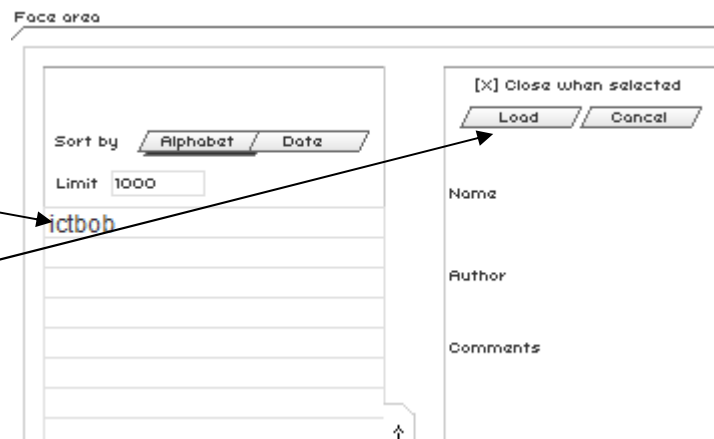 Face area
Sort by Alphabet Date
Limit 1000
ictbob
[X] Close when selected
Load Cancel
Name
Author
Comments